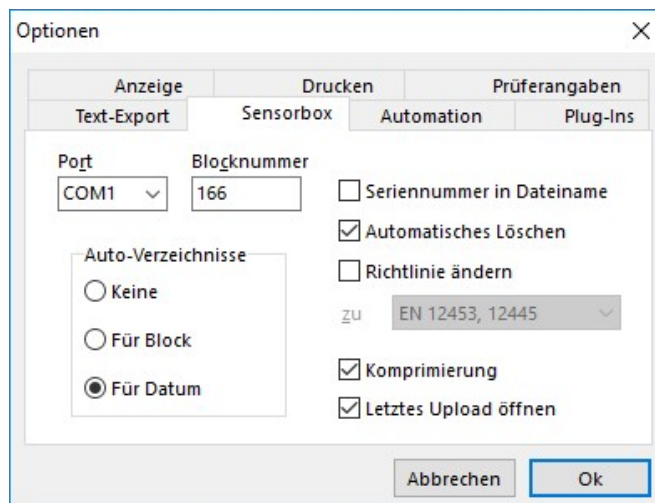 Optionen
Anzeige Drucken Prüferangaben
Text-Export Sensorbox Automation Plug-Ins
Port Blocknummer
COM1 166
Seriennummer in Dateiname
Automatisches Löschen
Auto-Verzeichnisse
Richtlinie ändern
Keine
zu EN 12453, 12445
Für Block
Komprimierung
Für Datum
Letztes Upload öffnen
Abbrechen Ok